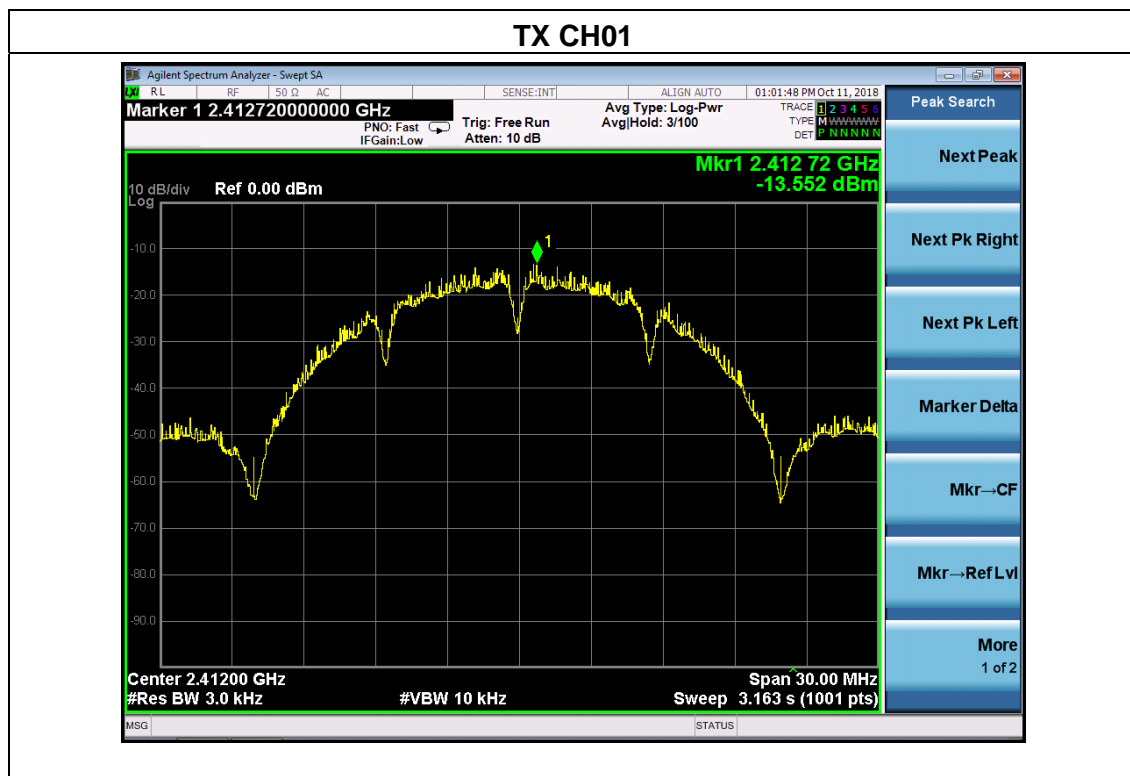 TX CH01
Agilent Spectrum Analyzer - Swept SA
LXI RL RF 50 Ω AC SENSE:INT ALIGN AUTO 01:01:48 PM Oct 11, 2018
Marker 1 2.412720000000 GHz
PNO: Fast
IFGain:Low
Trig: Free Run
Atten: 10 dB
Avg Type: Log-Pwr
Avg|Hold: 3/100
TRACE 1 2 3 4 5 6
TYPE M WWWWW
DET P N N N N N
Mkr1 2.412 72 GHz
-13.552 dBm
10 dB/div
Log
Ref 0.00 dBm
1
-10.0
-20.0
-30.0
-40.0
-50.0
-60.0
-70.0
-80.0
-90.0
Center 2.41200 GHz
Span 30.00 MHz
#Res BW 3.0 kHz
#VBW 10 kHz
Sweep 3.163 s (1001 pts)
MSG
STATUS
Peak Search
Next Peak
Next Pk Right
Next Pk Left
Marker Delta
Mkr→CF
Mkr→Ref Lvl
More
1 of 2